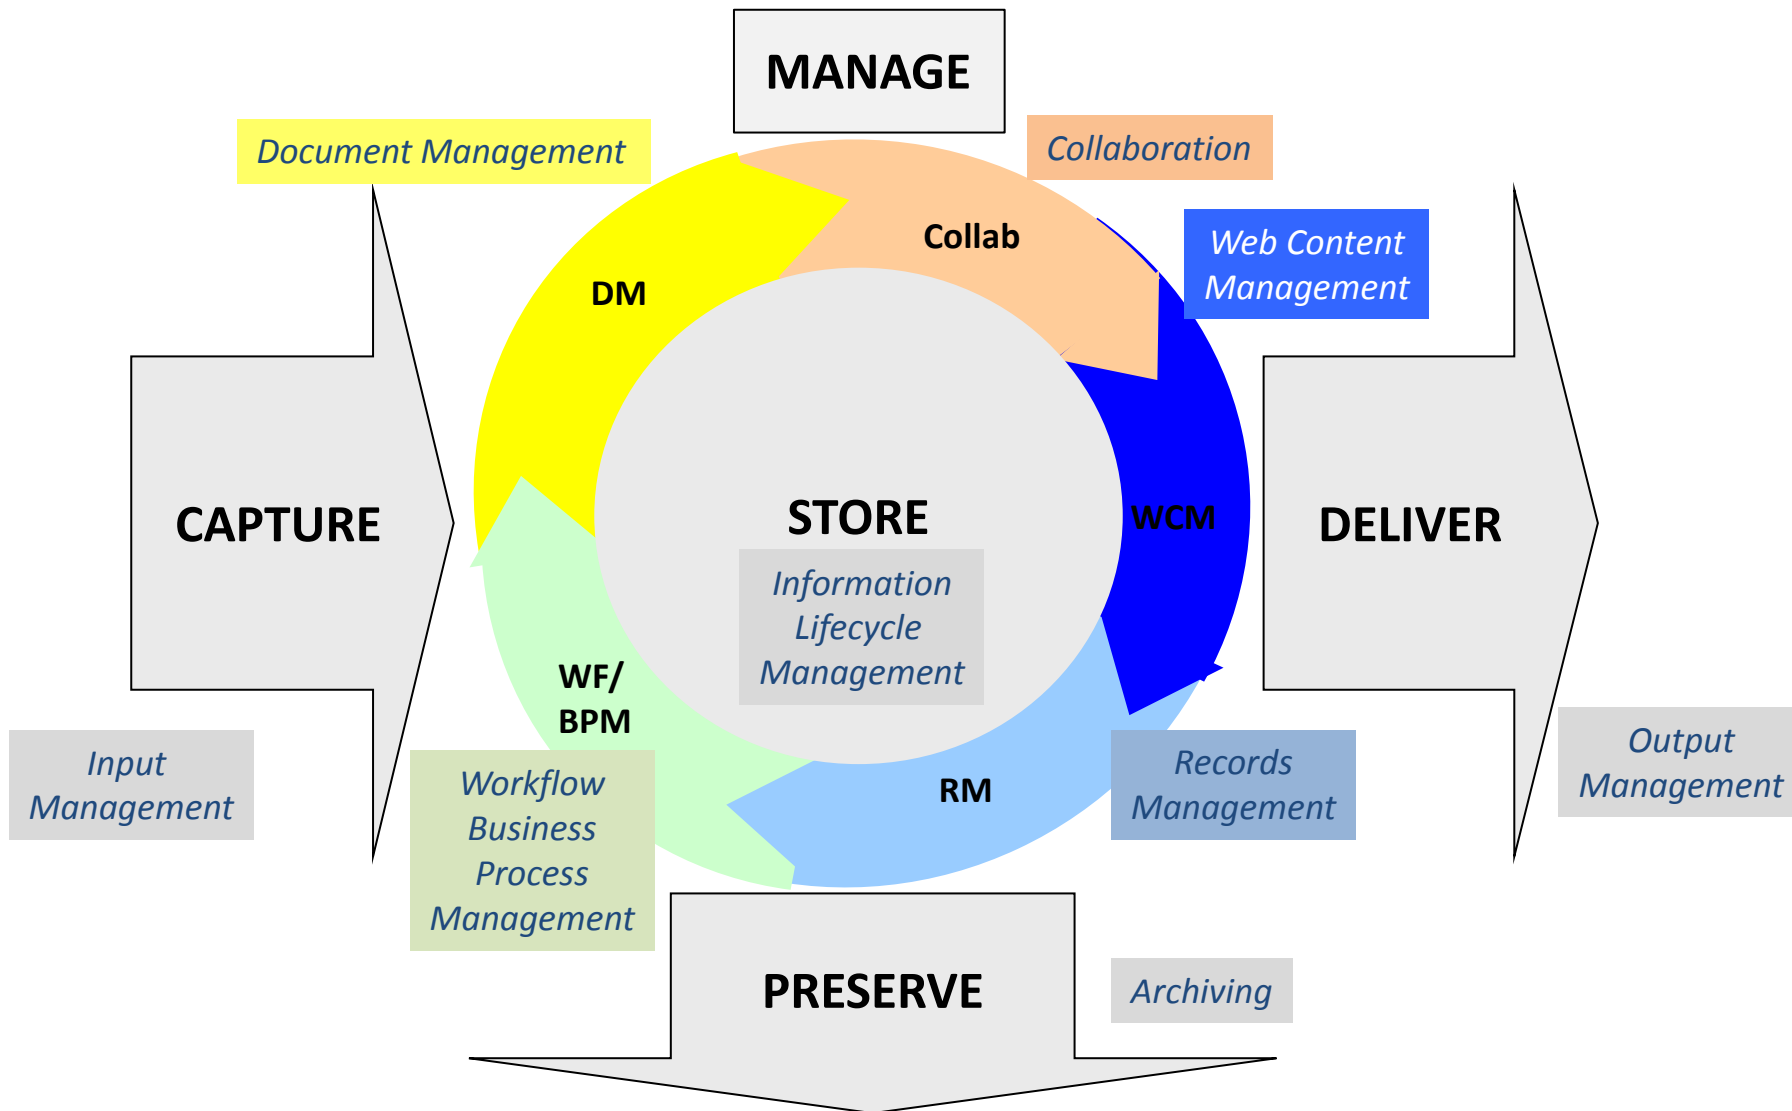 MANAGE
Document Management
Collaboration
Collab
Web Content
Management
DM
CAPTURE
STORE
WCM
DELIVER
Information
Lifecycle
Management
WF/
BPM
Input
Management
Workflow
Business
Process
Management
RM
Records
Management
Output
Management
PRESERVE
Archiving